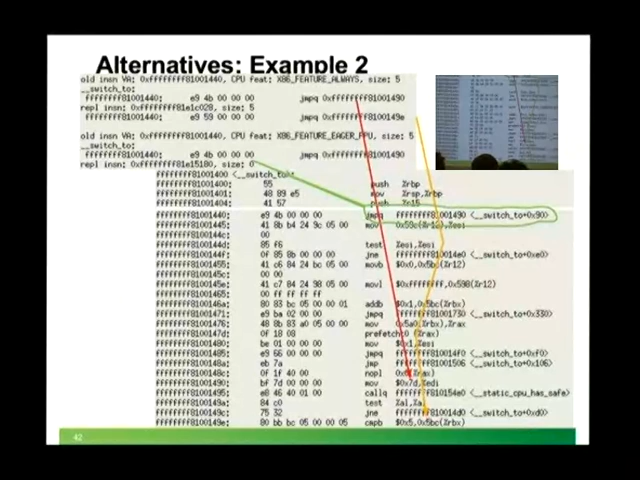 Alternatives: Example 2
old insn VA: 0xffffffff81001440, CPU feat: X86_FEATURE_ALWAYS, size: 5
__switch_to:
ffffffff81001440: e9 4b 00 00 00 jmpq ffffffff81001490
repl insn: 0xffffffff81e1c028, size: 5
ffffffff81001440: e9 59 00 00 00 jmpq ffffffff8100149e
old insn VA: 0xffffffff81001440, CPU feat: X86_FEATURE_EAGER_FPU, size: 5
__switch_to:
ffffffff81001440: e9 4b 00 00 00 jmpq ffffffff81001490
repl insn: 0xffffffff81e15180, size: 0
ffffffff81001400 <__switch_to>:
ffffffff81001400: 55 push %rbp
ffffffff81001401: 48 89 e5 mov %rsp,%rbp
ffffffff81001404: 41 57 push %r15
ffffffff81001440: e9 4b 00 00 00 jmpq ffffffff81001490 <__switch_to+0x90>
ffffffff81001445: 41 8b b4 24 9c 05 00 mov 0x59c(%r12),%esi
ffffffff8100144c: 00
ffffffff8100144d: 85 f6 test %esi,%esi
ffffffff8100144f: 0f 85 8b 00 00 00 jne ffffffff810014e0 <__switch_to+0xe0>
ffffffff81001455: 41 c6 84 24 bc 05 00 movb $0x0,0x5bc(%r12)
ffffffff8100145c: 00 00
ffffffff8100145e: 41 c7 84 24 98 05 00 movl $0xffffffff,0x598(%r12)
ffffffff81001465: 00 ff ff ff ff
ffffffff8100146a: 80 83 bc 05 00 00 01 addb $0x1,0x5bc(%rbx)
ffffffff81001471: e9 ba 02 00 00 jmpq ffffffff81001730 <__switch_to+0x330>
ffffffff81001476: 48 8b 83 a0 05 00 00 mov 0x5a0(%rbx),%rax
ffffffff8100147d: 0f 18 08 prefetcht0 (%rax)
ffffffff81001480: be 01 00 00 00 mov $0x1,%esi
ffffffff81001485: e9 66 00 00 00 jmpq ffffffff810014f0 <__switch_to+0xf0>
ffffffff8100148a: eb 7a jmp ffffffff81001506 <__switch_to+0x106>
ffffffff8100148c: 0f 1f 40 00 nopl 0x0(%rax)
ffffffff81001490: bf 7d 00 00 00 mov $0x7d,%edi
ffffffff81001495: e8 46 40 01 00 callq ffffffff810154e0 <__static_cpu_has_safe>
ffffffff8100149a: 84 c0 test %al,%al
ffffffff8100149c: 75 32 jne ffffffff810014d0 <__switch_to+0xd0>
ffffffff8100149e: 80 bb bc 05 00 00 05 cmpb $0x5,0x5bc(%rbx)
42